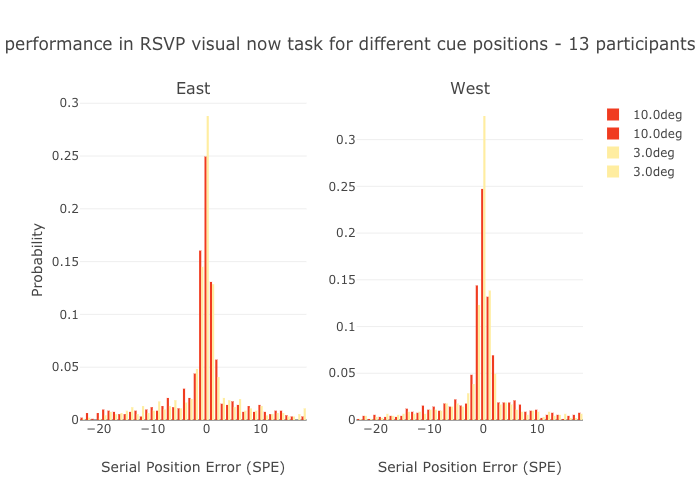 performance in RSVP visual now task for different cue positions - 13 participants
East
West
0.3
0.25
0.2
0.15
0.1
0.05
0
Probability
−20
−10
0
10
Serial Position Error (SPE)
0.3
0.25
0.2
0.15
0.1
0.05
0
−20
−10
0
10
Serial Position Error (SPE)
10.0deg
10.0deg
3.0deg
3.0deg